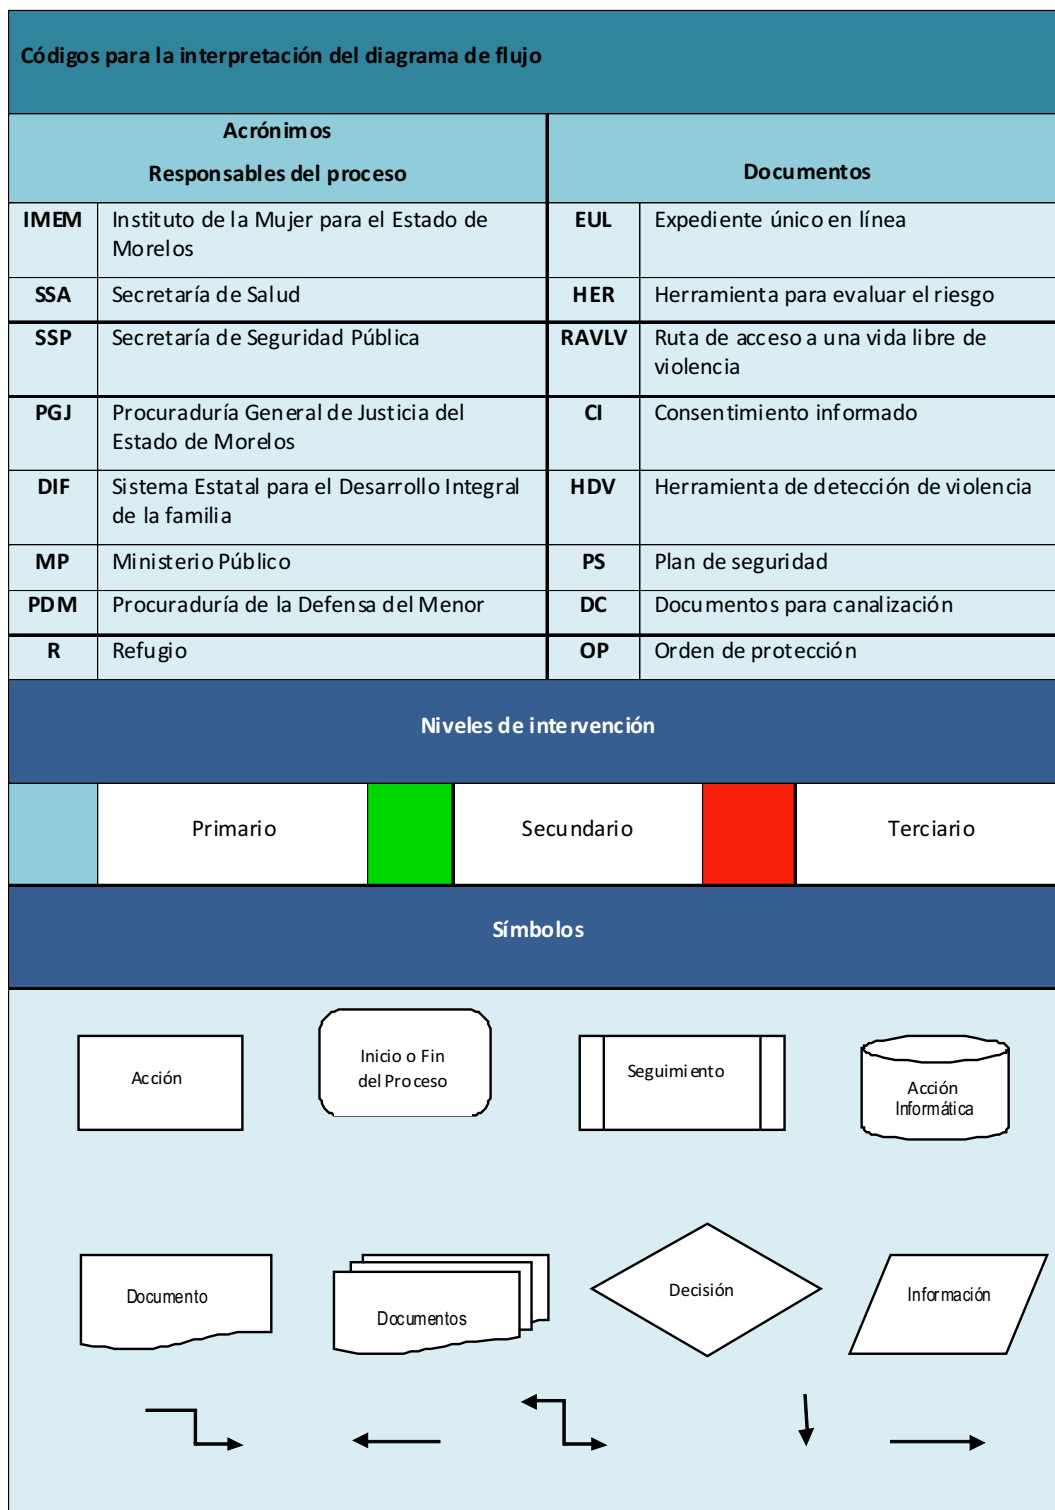 Códigos para la interpretación del diagrama de flujo
Acrónimos
Responsables del proceso
Documentos
IMEM Instituto de la Mujer para el Estado de
Morelos
EUL Expediente único en línea
SSA Secretaría de Salud
HER Herramienta para evaluar el riesgo
SSP Secretaría de Seguridad Pública
RAVLV Ruta de acceso a una vida libre de
violencia
PGJ Procuraduría General de Justicia del
Estado de Morelos
CI Consentimiento informado
DIF Sistema Estatal para el Desarrollo Integral
de la familia
HDV Herramienta de detección de violencia
MP Ministerio Público
PS Plan de seguridad
PDM Procuraduría de la Defensa del Menor
DC Documentos para canalización
R Refugio
OP Orden de protección
Niveles de intervención
Primario
Secundario
Terciario
Símbolos
Acción
Inicio o Fin
del Proceso
Seguimiento
Acción
Informática
Documento
Documentos
Decisión
Información